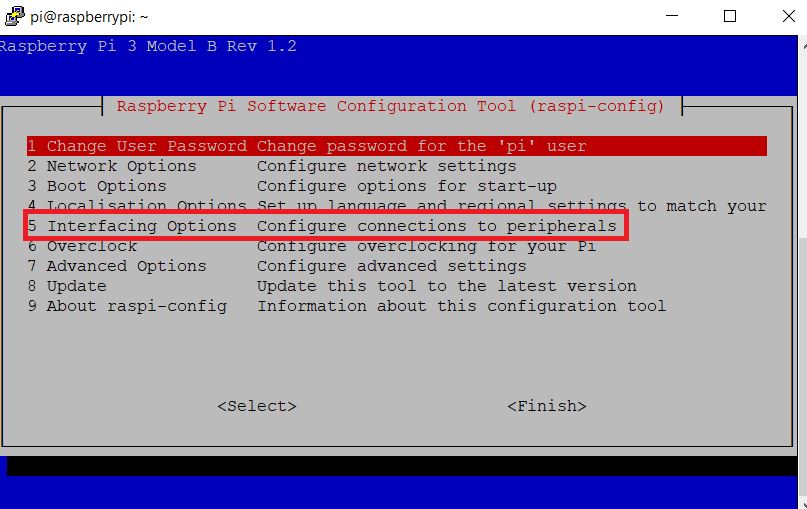 pi@raspberrypi: ~
Raspberry Pi 3 Model B Rev 1.2
Raspberry Pi Software Configuration Tool (raspi-config)
1 Change User Password Change password for the 'pi' user
2 Network Options Configure network settings
3 Boot Options Configure options for start-up
4 Localisation Options Set up language and regional settings to match your
5 Interfacing Options Configure connections to peripherals
6 Overclock Configure overclocking for your Pi
7 Advanced Options Configure advanced settings
8 Update Update this tool to the latest version
9 About raspi-config Information about this configuration tool
<Select> <Finish>